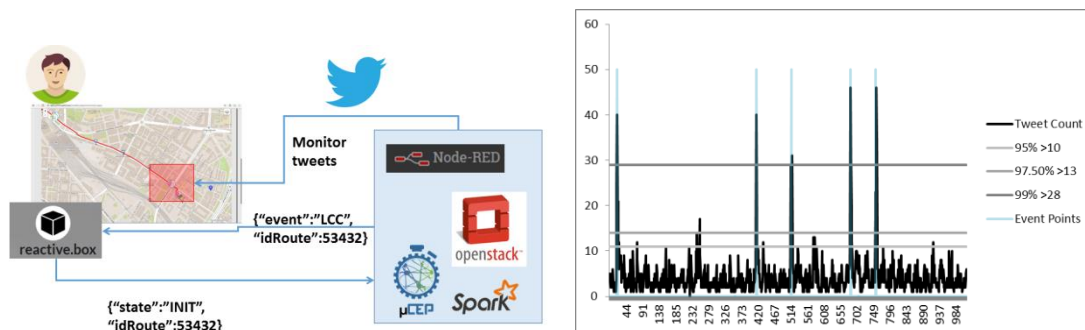 Monitor
tweets
Node-RED
{"event":"LCC",
"idRoute":53432}
reactive.box
openstack™
µCEP
Spark
{"state":"INIT",
"idRoute":53432}
60
50
40
30
20
10
0
44
91
138
185
232
279
326
373
420
467
514
561
608
655
702
749
796
843
890
937
984
Tweet Count
95% >10
97.50% >13
99% >28
Event Points